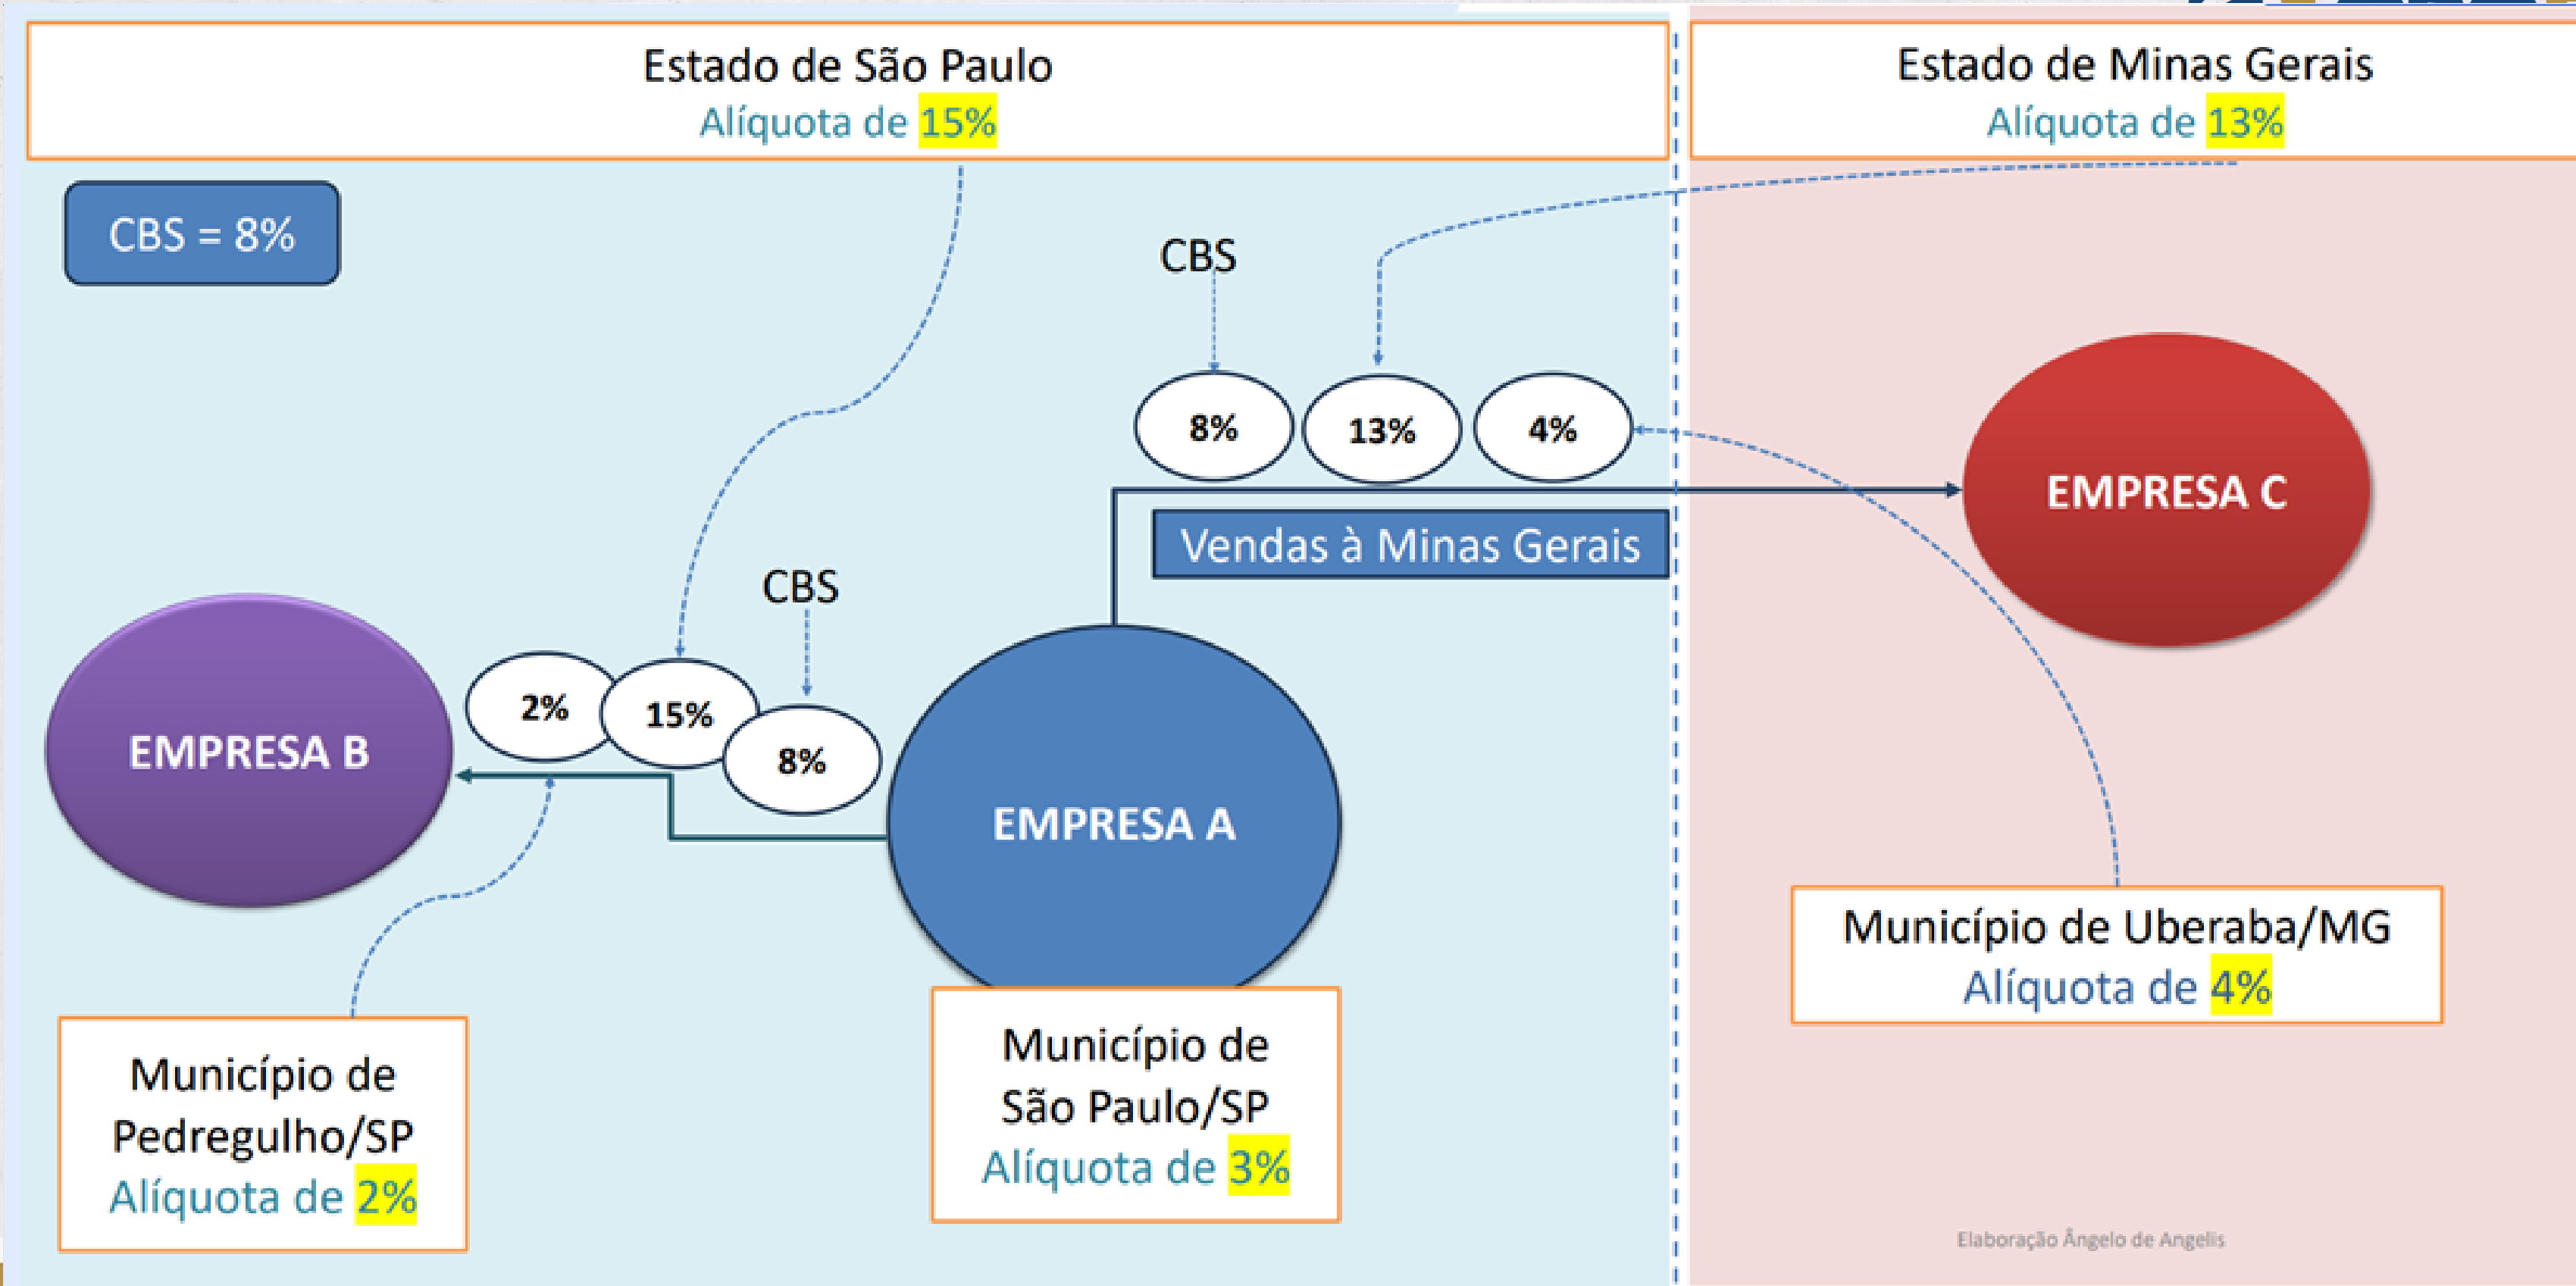 Estado de São Paulo
Alíquota de 15%
Estado de Minas Gerais
Alíquota de 13%
CBS = 8%
CBS
8%
13%
4%
EMPRESA C
Vendas à Minas Gerais
CBS
2%
15%
8%
EMPRESA B
EMPRESA A
Município de Uberaba/MG
Alíquota de 4%
Município de
Pedregulho/SP
Alíquota de 2%
Município de
São Paulo/SP
Alíquota de 3%
Elaboração Ângelo de Angelis